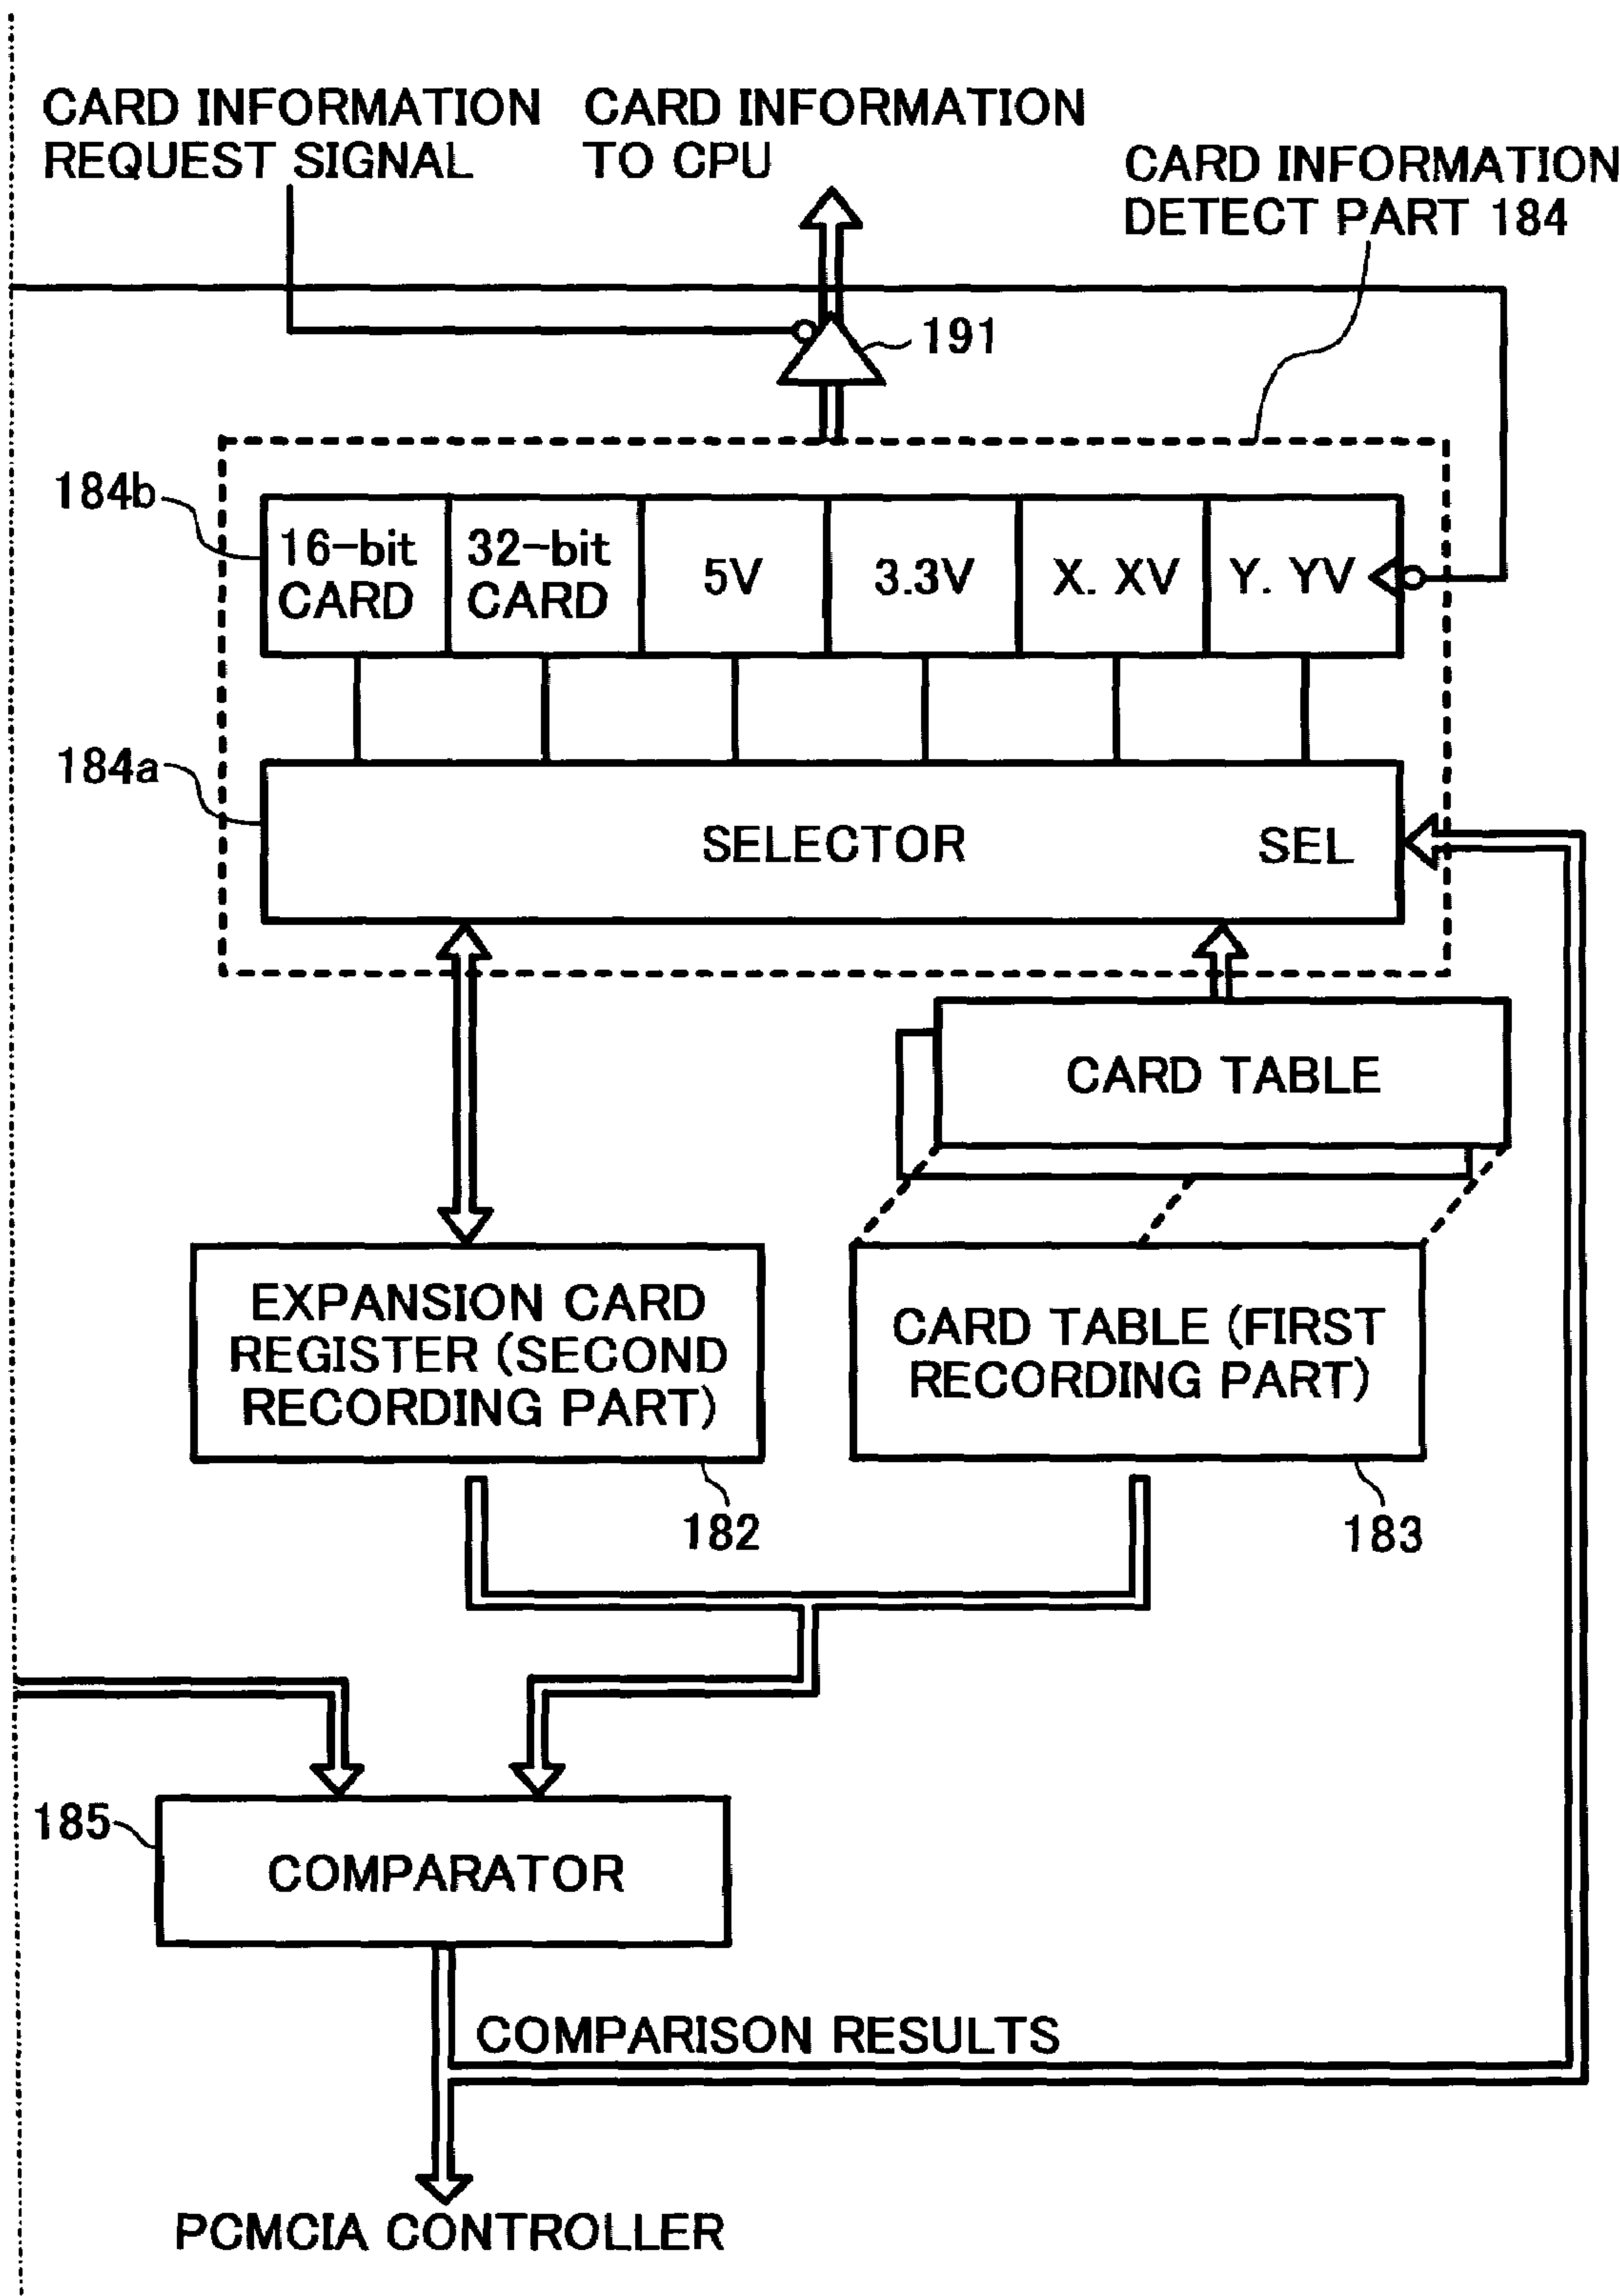 CARD INFORMATION
REQUEST SIGNAL
CARD INFORMATION
TO CPU
CARD INFORMATION
DETECT PART 184
191
184b
16-bit
CARD
32-bit
CARD
5V
3.3V
X. XV
Y. YV
184a
SELECTOR
SEL
CARD TABLE
EXPANSION CARD
REGISTER (SECOND
RECORDING PART)
CARD TABLE (FIRST
RECORDING PART)
182
183
185
COMPARATOR
COMPARISON RESULTS
PCMCIA CONTROLLER